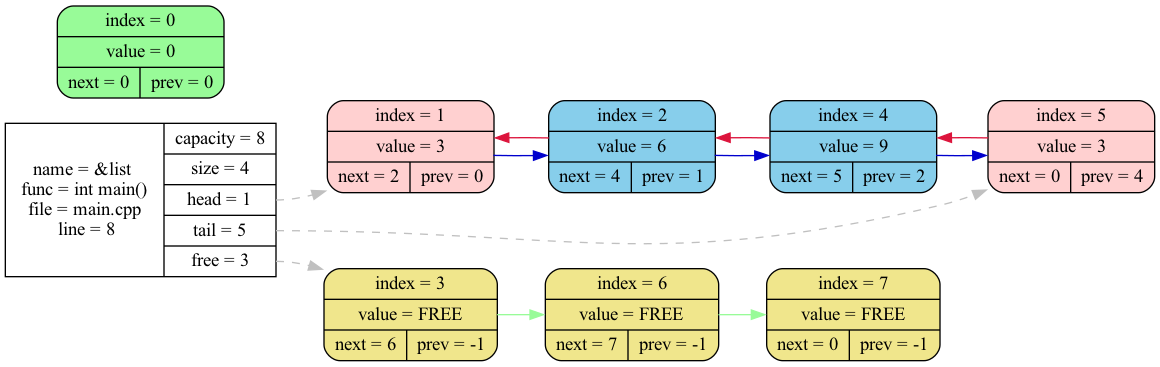 index = 0
value = 0
next = 0 prev = 0
name = &list
func = int main()
file = main.cpp
line = 8
capacity = 8
size = 4
head = 1
tail = 5
free = 3
index = 1
value = 3
next = 2 prev = 0
index = 2
value = 6
next = 4 prev = 1
index = 4
value = 9
next = 5 prev = 2
index = 5
value = 3
next = 0 prev = 4
index = 3
value = FREE
next = 6 prev = -1
index = 6
value = FREE
next = 7 prev = -1
index = 7
value = FREE
next = 0 prev = -1